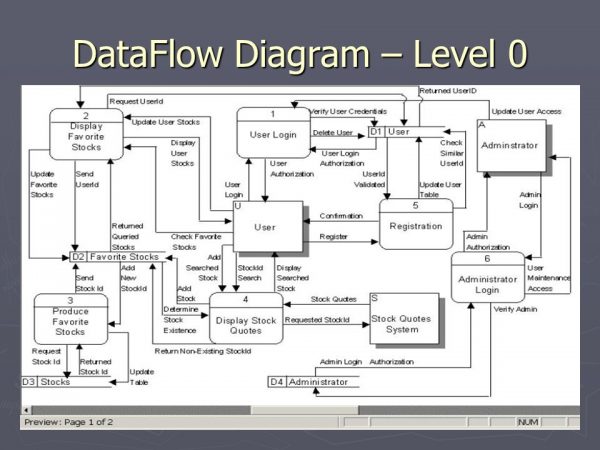 DataFlow Diagram – Level 0
Returned UserID
Request UserId
Verify User Credentials
Update User Access
2
Display
Favorite
Stocks
Update User Stocks
1
User Login
Delete User
D1 User
A
Adminstrator
Display
User
Stocks
User Login
Authorization
Check
Similar
UserId
Update
Favorite
Stocks
Send
UserId
User
Authorization
UserId
Validated
Update User
Table
User
Login
Admin
Login
U
User
5
Registration
Confirmation
Register
Returned
Queried
Stocks
Check Favorite
Stocks
Admin
Authorization
D2 Favorite Stocks
6
Administrator
Login
User
Maintenance
Access
Send
Stock Id
Add
New
StockId
Add
Searched
Stock
StockId
Search
Display
Searched
Stock
Add
Stock
3
Produce
Favorite
Stocks
Determine
Stock
Existence
4
Display Stock
Quotes
Stock Quotes
Requested StockId
S
Stock Quotes
System
Verify Admin
Return Non-Existing StockId
Request
Stock Id
Returned
Stock Id
Update
Table
Admin Login
Authorization
D3 Stocks
D4 Administrator
Preview: Page 1 of 2
NUM